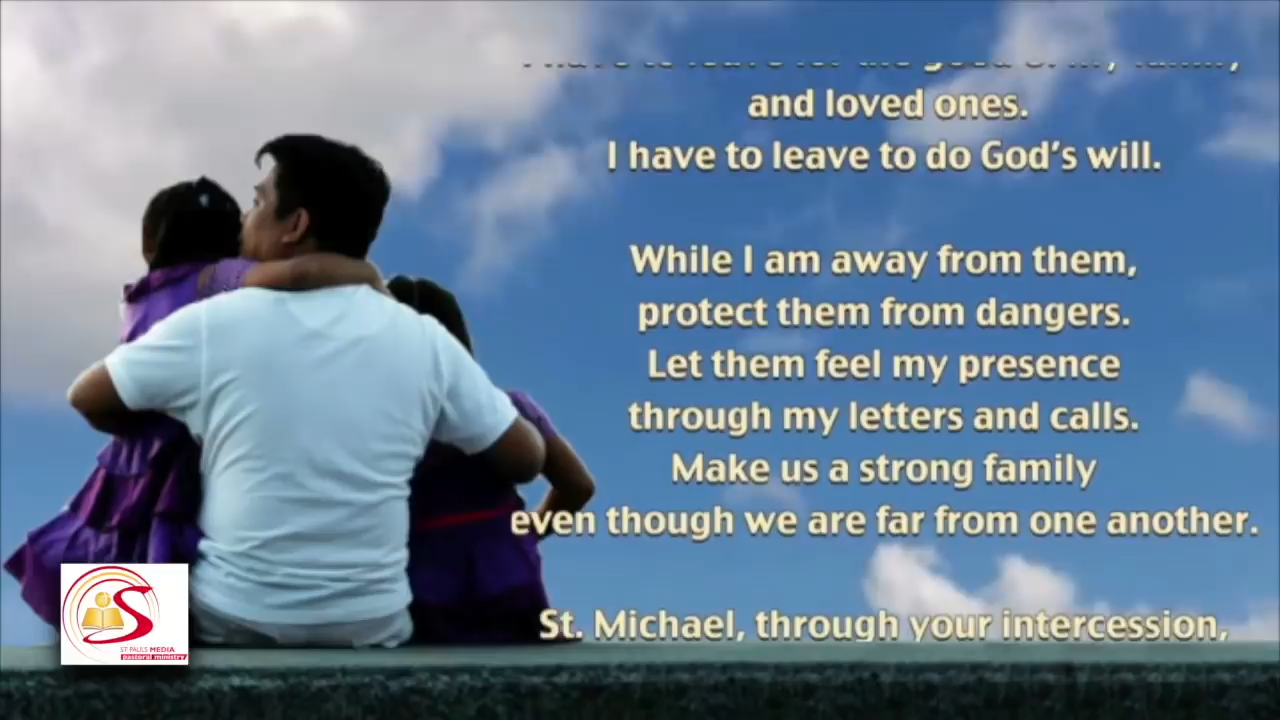 and loved ones.
I have to leave to do God's will.
While I am away from them,
protect them from dangers.
Let them feel my presence
through my letters and calls.
Make us a strong family
even though we are far from one another.
St. Michael, through your intercession,
ST PAULS MEDIA
pastoral ministry